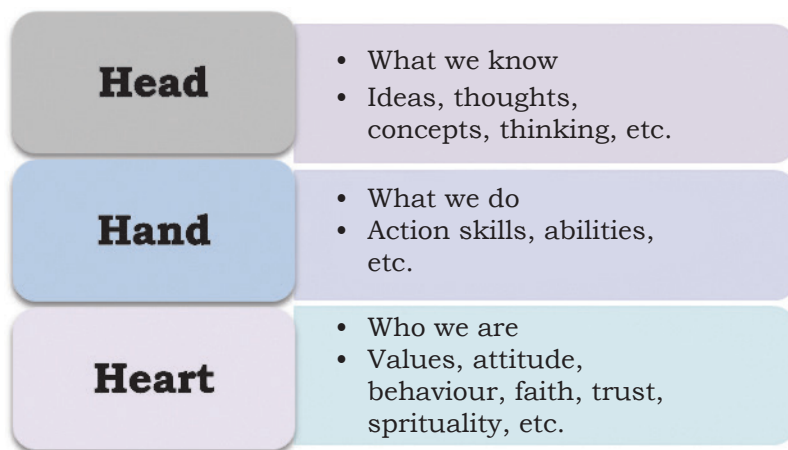 Head
• What we know
• Ideas, thoughts,
concepts, thinking, etc.
Hand
• What we do
• Action skills, abilities,
etc.
Heart
• Who we are
• Values, attitude,
behaviour, faith, trust,
sprituality, etc.